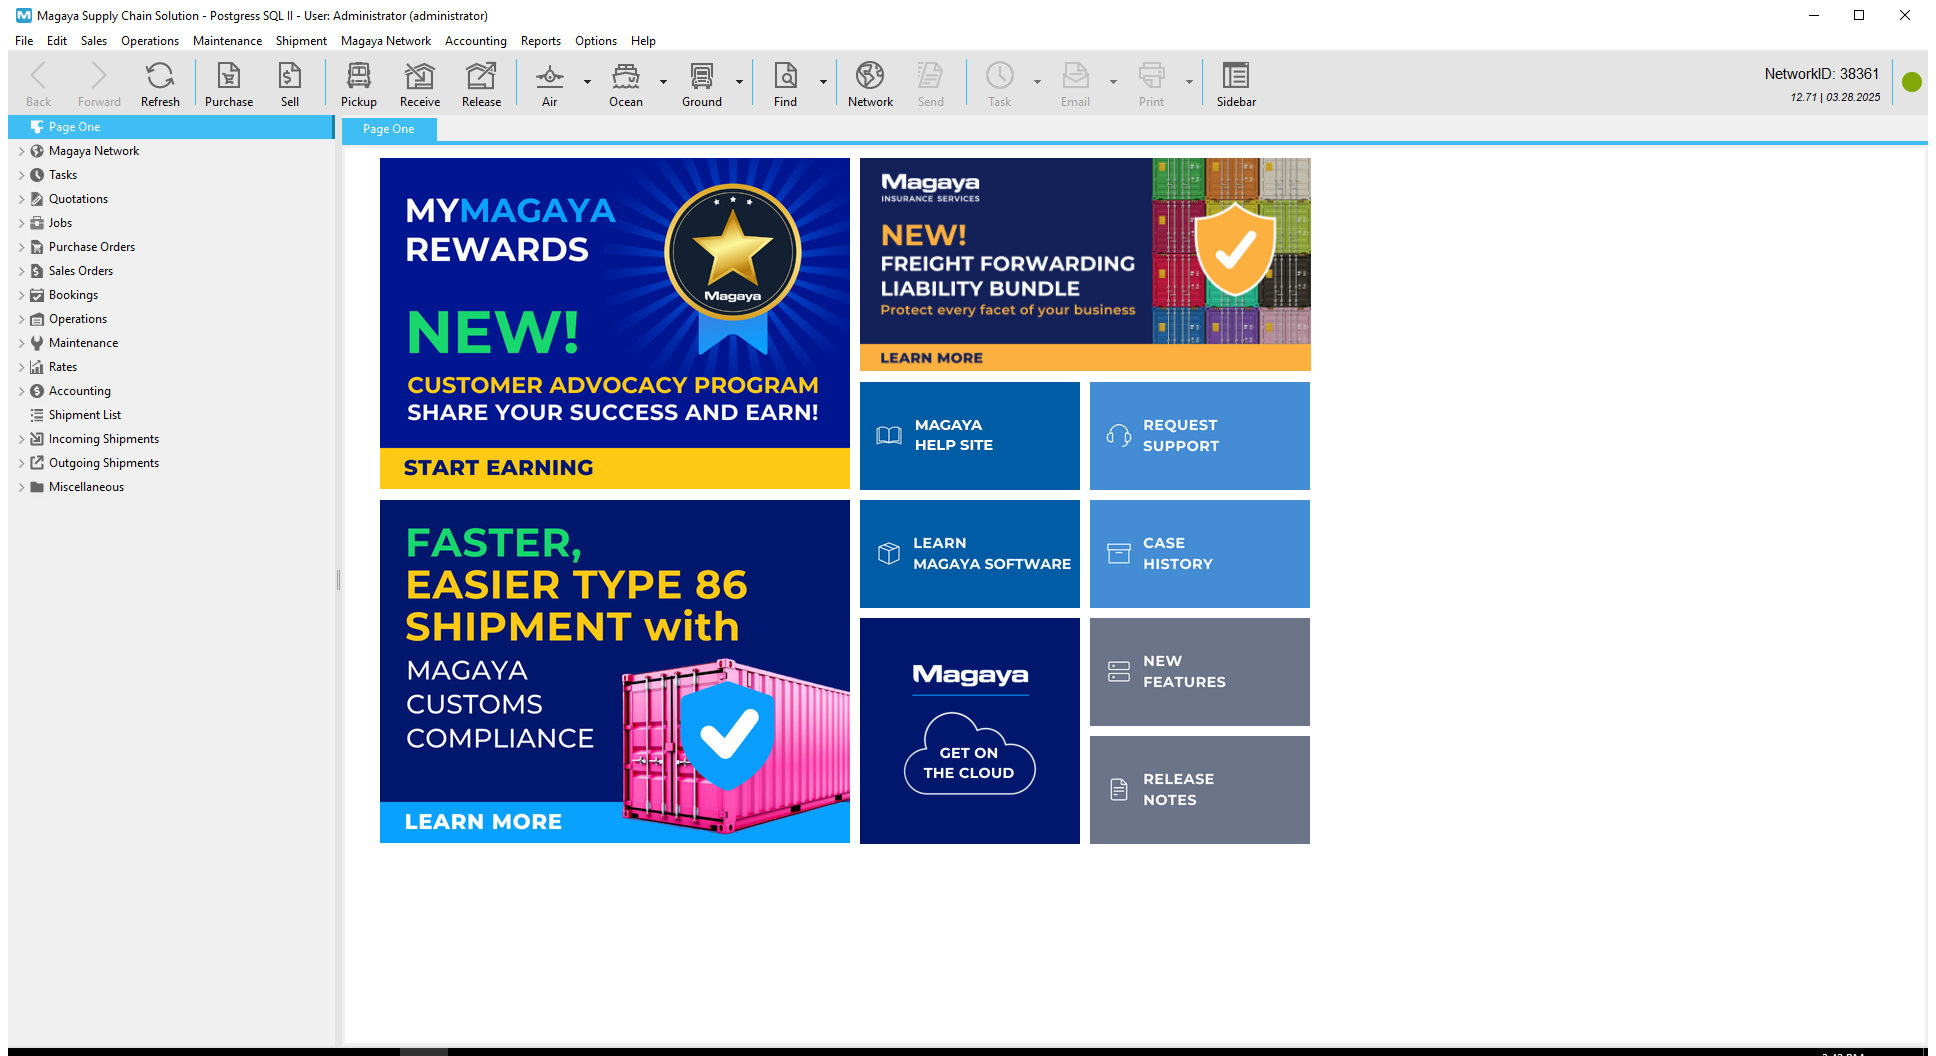 Magaya Supply Chain Solution - Postgress SQL II - User: Administrator (administrator)
File Edit Sales Operations Maintenance Shipment Magaya Network Accounting Reports Options Help
Back Forward Refresh Purchase Sell Pickup Receive Release Air Ocean Ground Find Network Send Task Email Print Sidebar
NetworkID: 38361
12.71 | 03.28.2025
Page One
Magaya Network
Tasks
Quotations
Jobs
Purchase Orders
Sales Orders
Bookings
Operations
Maintenance
Rates
Accounting
Shipment List
Incoming Shipments
Outgoing Shipments
Miscellaneous
Page One
MYMAGAYA
REWARDS
Magaya
NEW!
CUSTOMER ADVOCACY PROGRAM
SHARE YOUR SUCCESS AND EARN!
START EARNING
Magaya
INSURANCE SERVICES
NEW!
FREIGHT FORWARDING
LIABILITY BUNDLE
Protect every facet of your business
LEARN MORE
MAGAYA
HELP SITE
REQUEST
SUPPORT
FASTER,
EASIER TYPE 86
SHIPMENT with
MAGAYA
CUSTOMS
COMPLIANCE
LEARN MORE
LEARN
MAGAYA SOFTWARE
CASE
HISTORY
Magaya
GET ON
THE CLOUD
NEW
FEATURES
RELEASE
NOTES